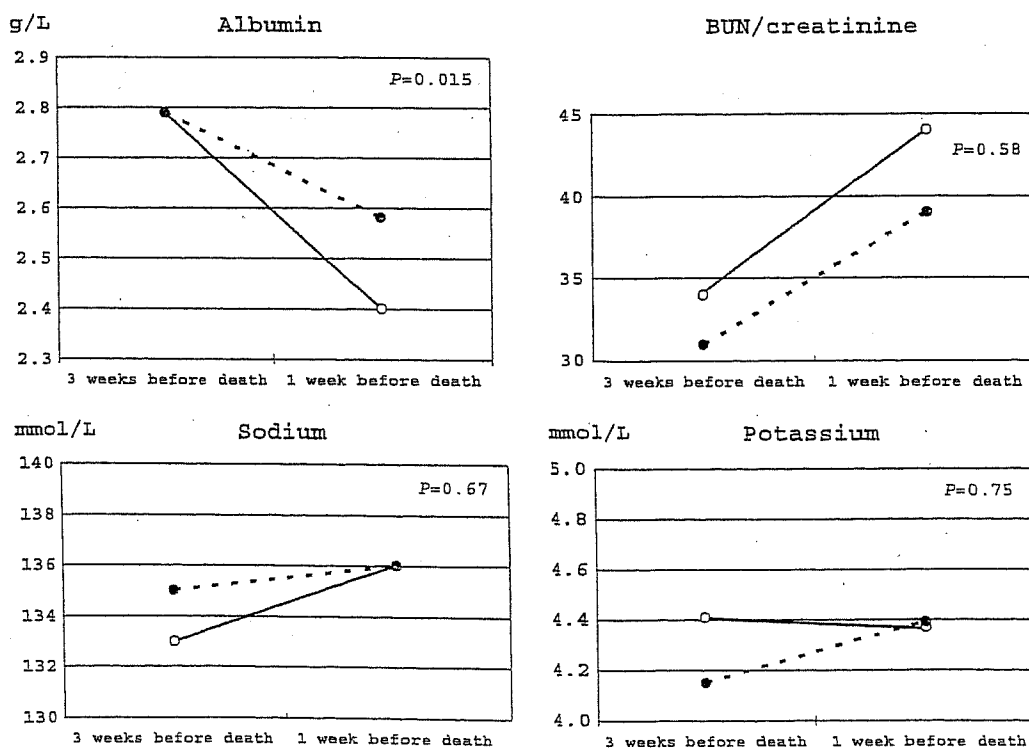 g/L Albumin
P=0.015
2.9
2.8
2.7
2.6
2.5
2.4
2.3
3 weeks before death 1 week before death
BUN/creatinine
P=0.58
45
40
35
30
3 weeks before death 1 week before death
mmol/L Sodium
P=0.67
140
138
136
134
132
130
3 weeks before death 1 week before death
mmol/L Potassium
P=0.75
5.0
4.8
4.6
4.4
4.2
4.0
3 weeks before death 1 week before death